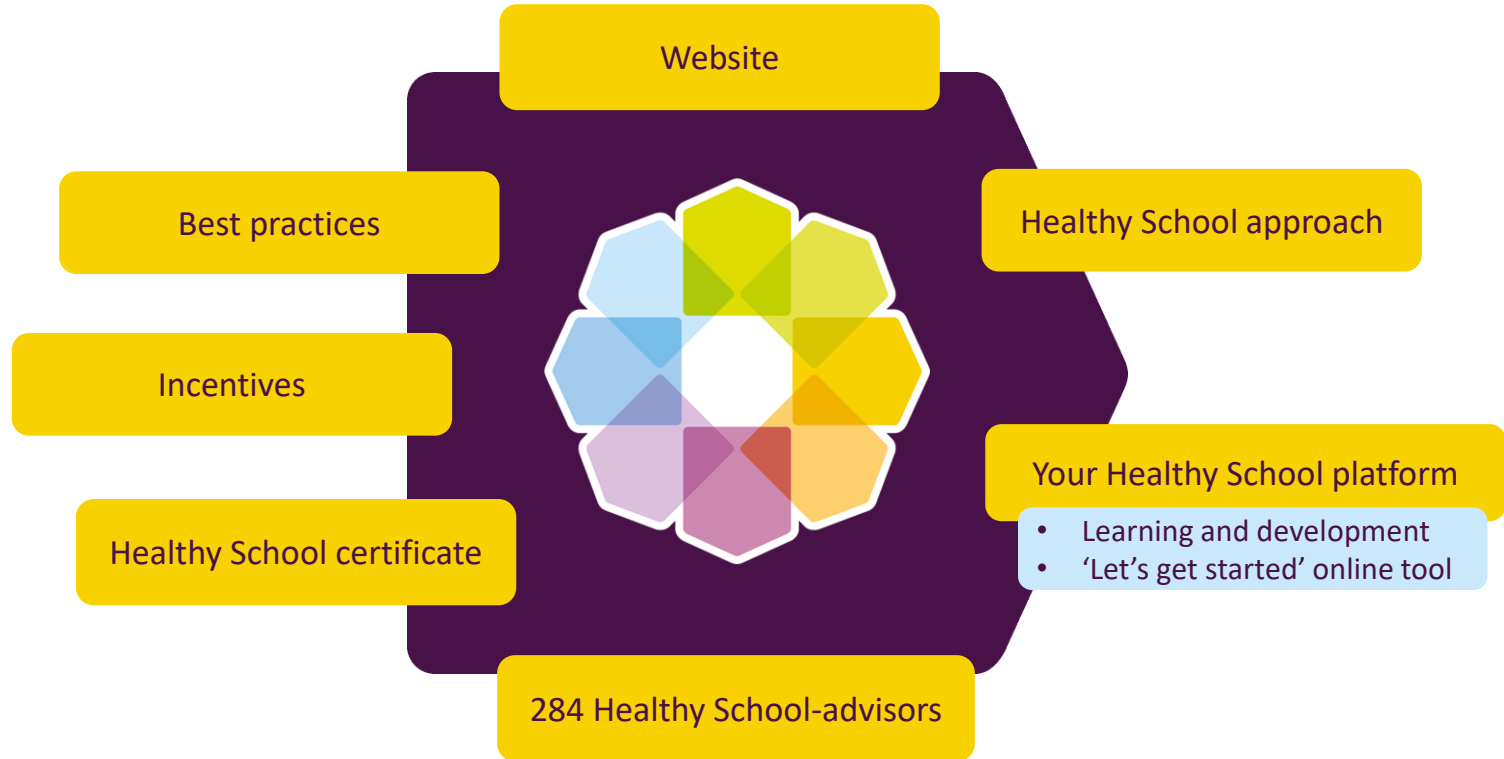 Website
Best practices
Healthy School approach
Incentives
Your Healthy School platform
• Learning and development
• ‘Let’s get started’ online tool
Healthy School certificate
284 Healthy School-advisors